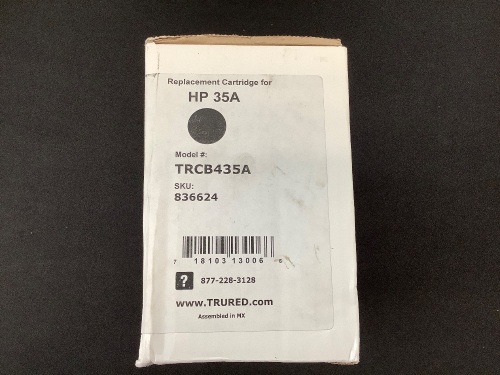 Replacement Cartridge for
HP 35A
Model #:
TRCB435A
SKU:
836624
7 18103 13006 6
? 877-228-3128
www.TRURED.com
Assembled in MX